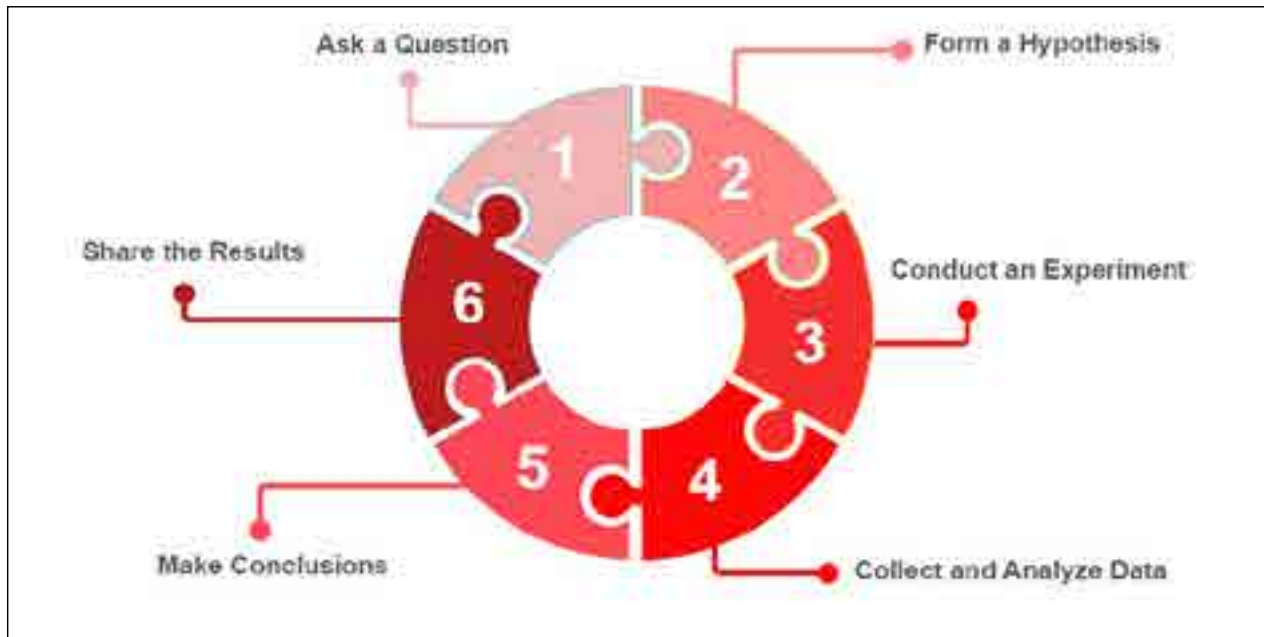 Ask a Question
Form a Hypothesis
1
2
Share the Results
Conduct an Experiment
6
3
5
4
Make Conclusions
Collect and Analyze Data